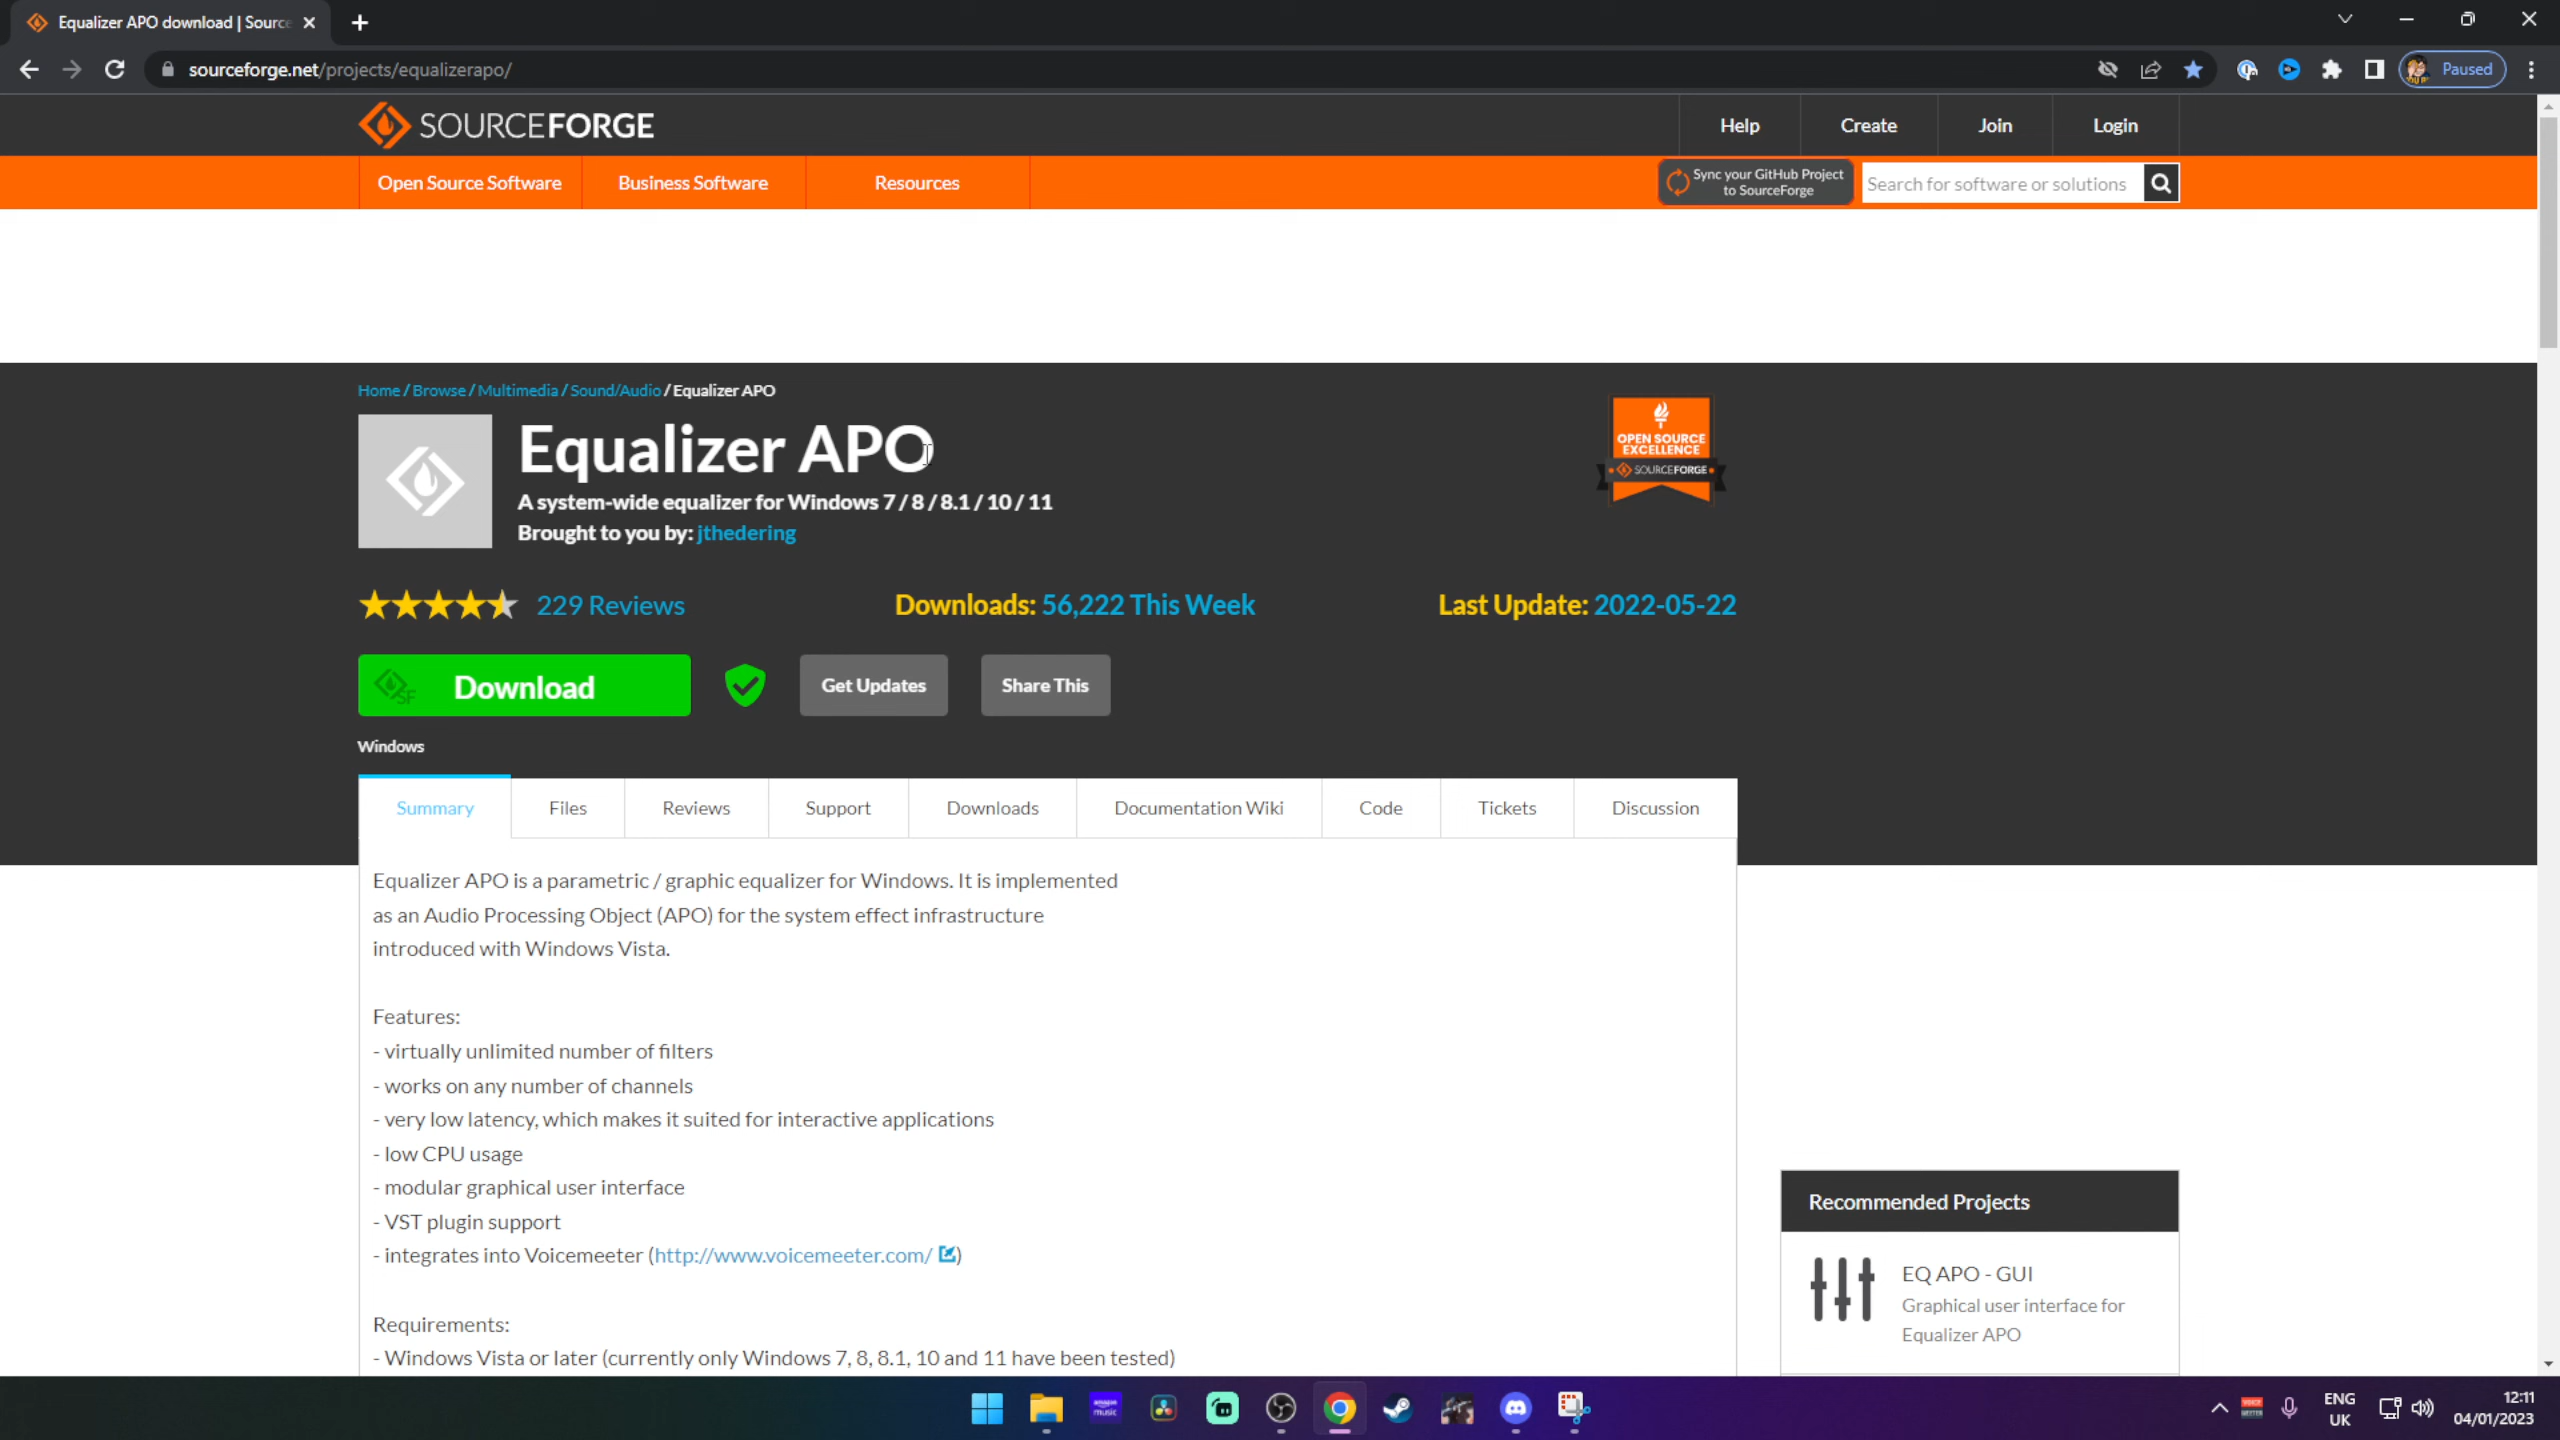 Equalizer APO download | Source
sourceforge.net/projects/equalizerapo/
Paused
SOURCEFORGE
Help
Create
Join
Login
Open Source Software
Business Software
Resources
Sync your GitHub Project
to SourceForge
Search for software or solutions
Home / Browse / Multimedia / Sound/Audio / Equalizer APO
Equalizer APO
A system-wide equalizer for Windows 7 / 8 / 8.1 / 10 / 11
Brought to you by: jthedering
OPEN SOURCE
EXCELLENCE
SOURCEFORGE
229 Reviews
Downloads: 56,222 This Week
Last Update: 2022-05-22
SF
Download
Get Updates
Share This
Windows
Summary
Files
Reviews
Support
Downloads
Documentation Wiki
Code
Tickets
Discussion
Equalizer APO is a parametric / graphic equalizer for Windows. It is implemented
as an Audio Processing Object (APO) for the system effect infrastructure
introduced with Windows Vista.
Features:
- virtually unlimited number of filters
- works on any number of channels
- very low latency, which makes it suited for interactive applications
- low CPU usage
- modular graphical user interface
- VST plugin support
- integrates into Voicemeeter (http://www.voicemeeter.com/ )
Requirements:
- Windows Vista or later (currently only Windows 7, 8, 8.1, 10 and 11 have been tested)
Recommended Projects
EQ APO - GUI
Graphical user interface for
Equalizer APO
amazon
music
ENG
UK
12:11
04/01/2023